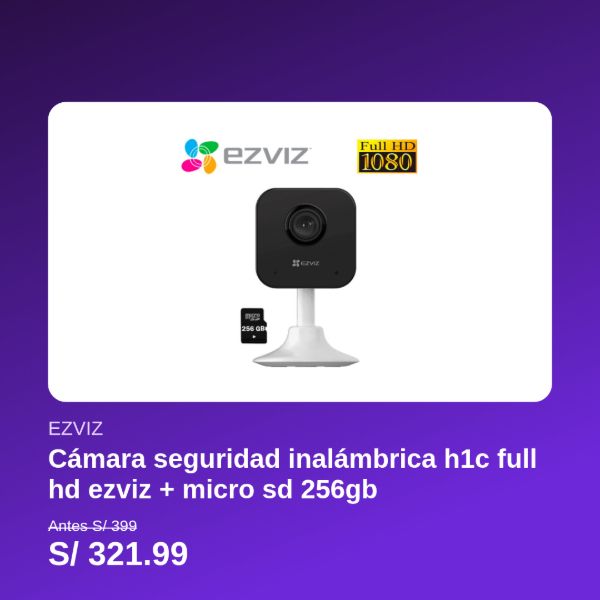 ezviz
Full HD
1080
EZVIZ
micro
256 GB
EZVIZ
Cámara seguridad inalámbrica h1c full
hd ezviz + micro sd 256gb
Antes S/ 399
S/ 321.99